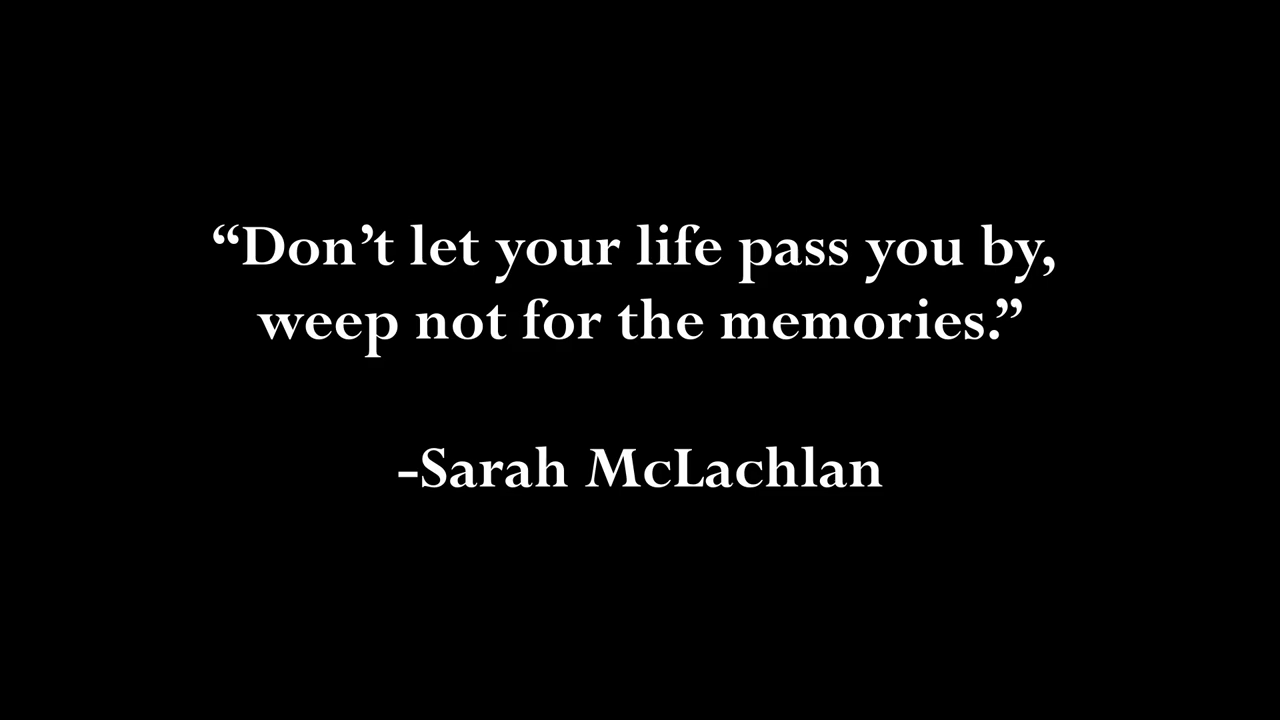 “Don’t let your life pass you by,
weep not for the memories.”
-Sarah McLachlan